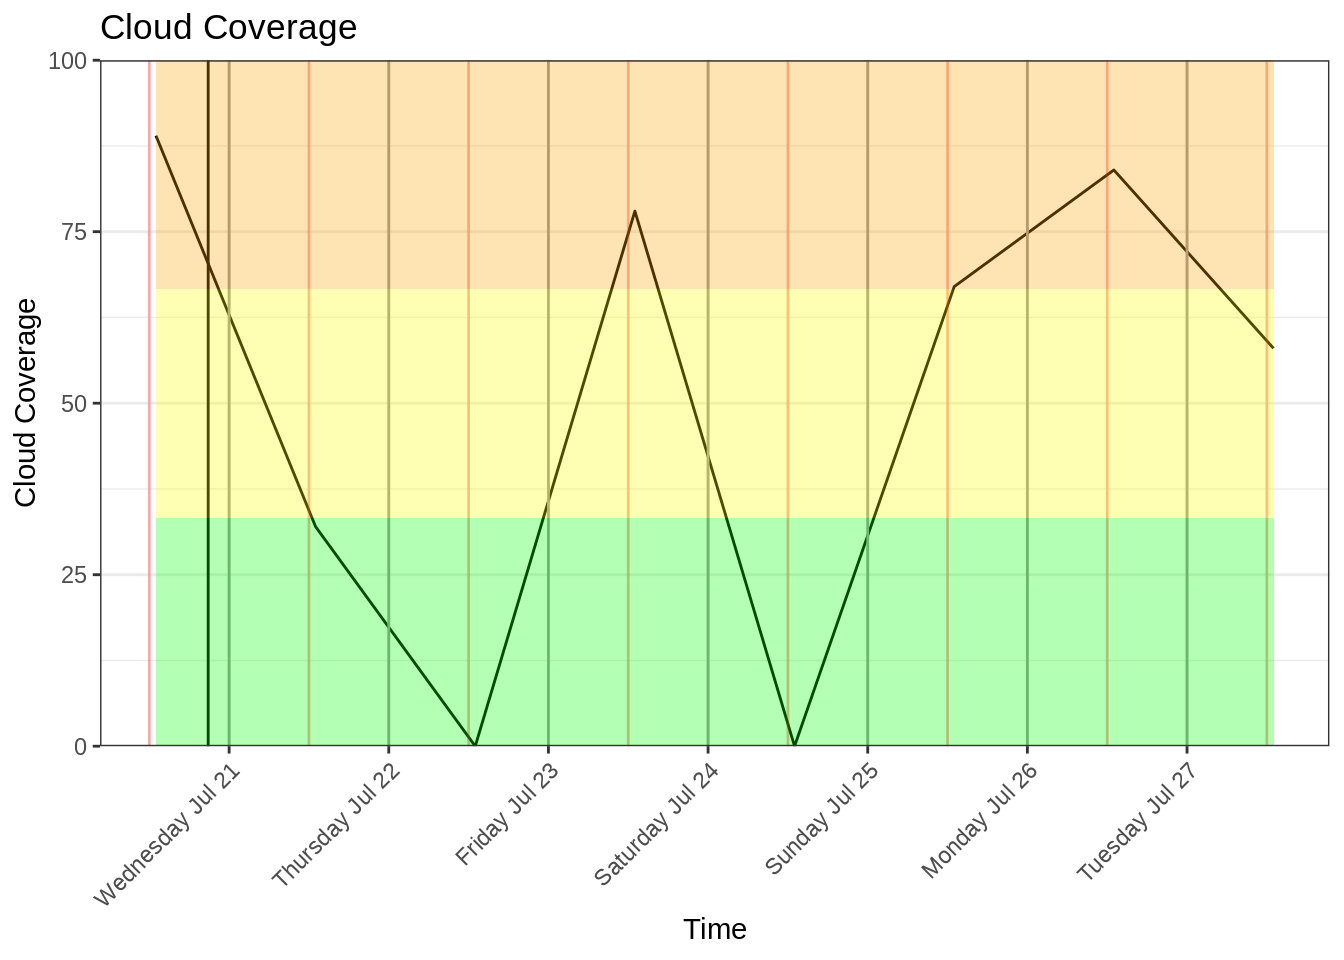 Cloud Coverage
100
75
50
25
0
Cloud Coverage
Wednesday Jul 21
Thursday Jul 22
Friday Jul 23
Saturday Jul 24
Sunday Jul 25
Monday Jul 26
Tuesday Jul 27
Time